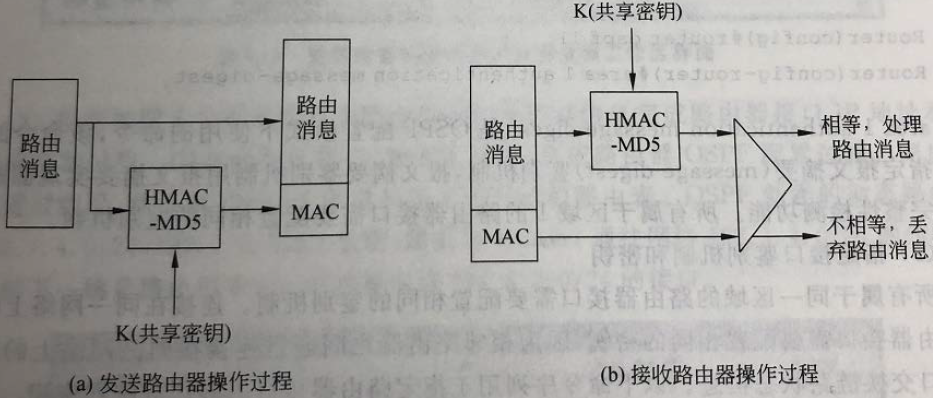 K(共享密钥)
路由
消息
HMAC
-MD5
K(共享密钥)
路由
消息
MAC
(a) 发送路由器操作过程
路由
消息
MAC
HMAC
-MD5
相等，处理
路由消息
不相等，丢
弃路由消息
(b) 接收路由器操作过程